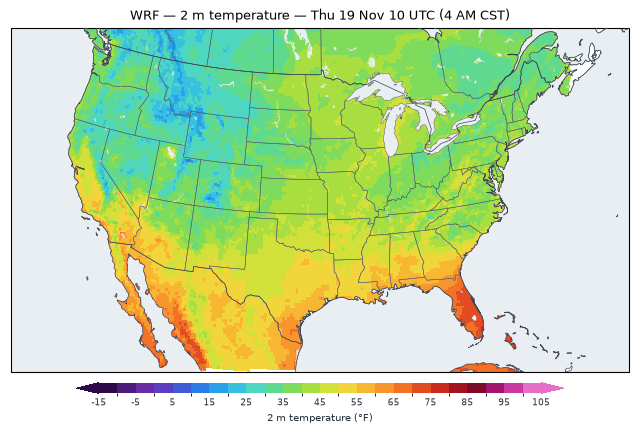 WRF — 2 m temperature — Thu 19 Nov 10 UTC (4 AM CST)
-15 -5 5 15 25 35 45 55 65 75 85 95 105
2 m temperature (°F)